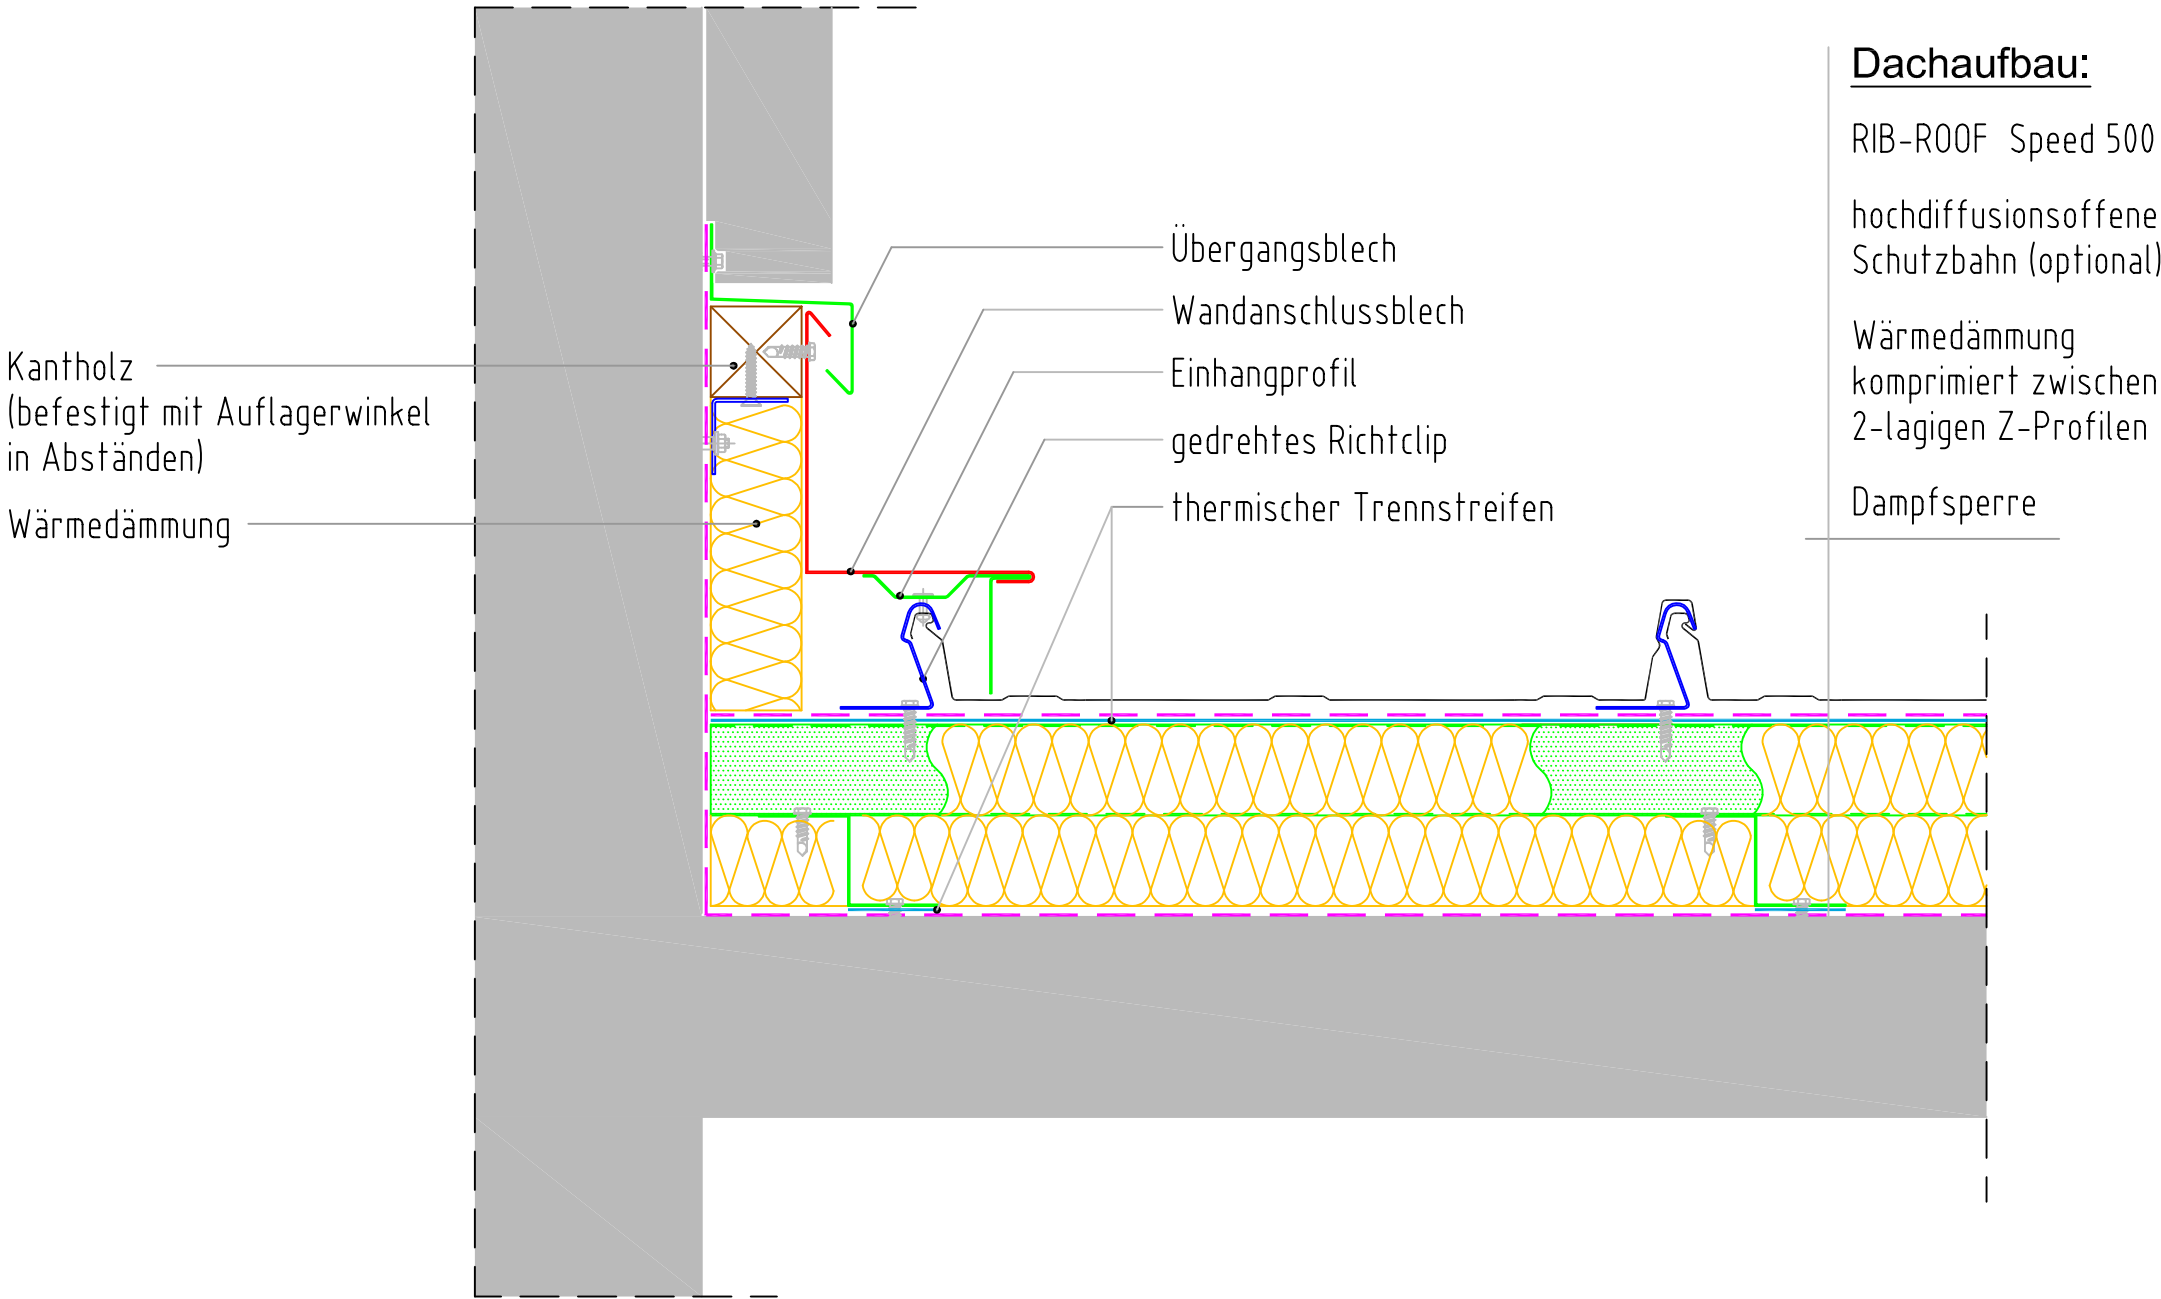 Dachaufbau:
RIB-ROOF Speed 500
hochdiffusionsoffene
Schutzbahn (optional)
Wärmedämmung
komprimiert zwischen
2-lagigen Z-Profilen
Dampfsperre
Übergangsblech
Wandanschlussblech
Einhangprofil
gedrehtes Richtclip
thermischer Trennstreifen
Kantholz
(befestigt mit Auflagerwinkel
in Abständen)
Wärmedämmung